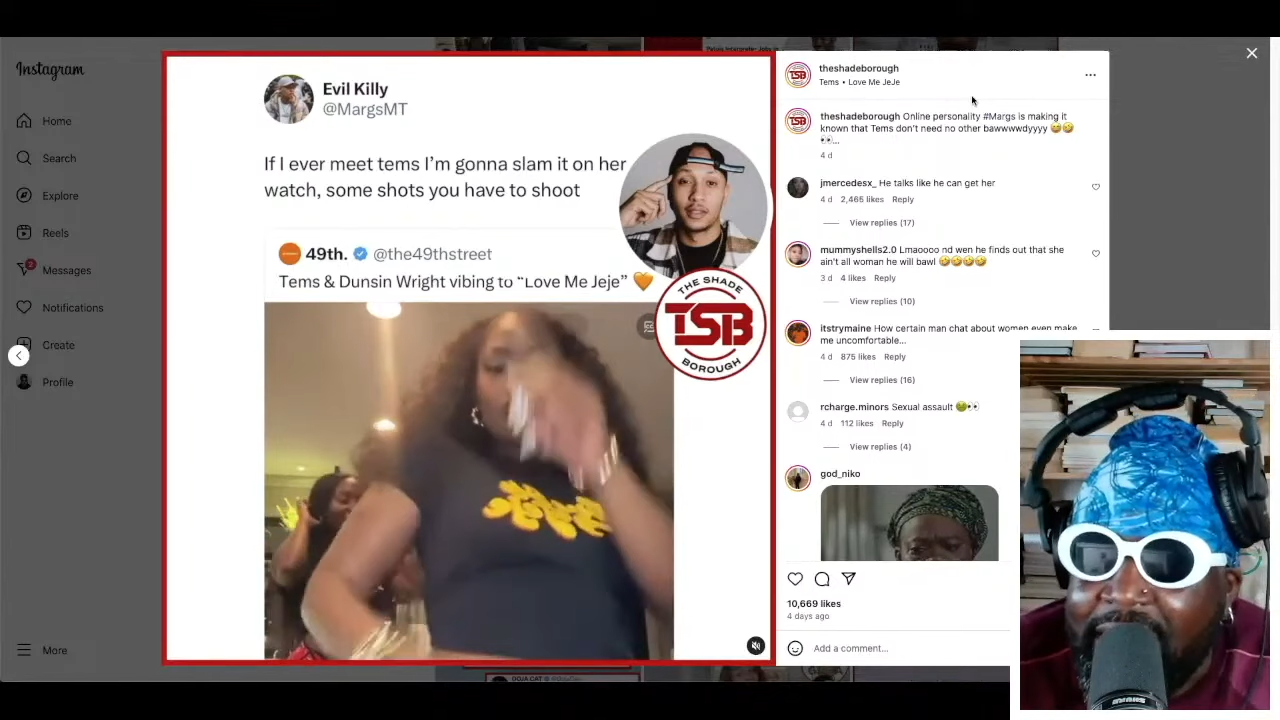 Instagram
Home
Search
Explore
Reels
2
Messages
Notifications
Create
Profile
More
Evil Killy
@MargsMT
If I ever meet tems I'm gonna slam it on her
watch, some shots you have to shoot
49th. @the49thstreet
Tems & Dunsin Wright vibing to “Love Me Jeje” 🧡
THE SHADE
TSB
BOROUGH
TSB
theshadeborough
Tems • Love Me JeJe
TSB
theshadeborough Online personality #Margs is making it
known that Tems don't need no other bawwwwdyyyy 😄🤣
👀...
4 d
jmercedesx_ He talks like he can get her
4 d 2,465 likes Reply
View replies (17)
mummyshells2.0 Lmaoooo nd wen he finds out that she
ain't all woman he will bawl 🤣🤣🤣🤣
3 d 4 likes Reply
View replies (10)
itstrymaine How certain man chat about women even make
me uncomfortable...
4 d 875 likes Reply
View replies (16)
rcharge.minors Sexual assault 🤢👀
4 d 112 likes Reply
View replies (4)
god_niko
10,669 likes
4 days ago
Add a comment...
SHURE